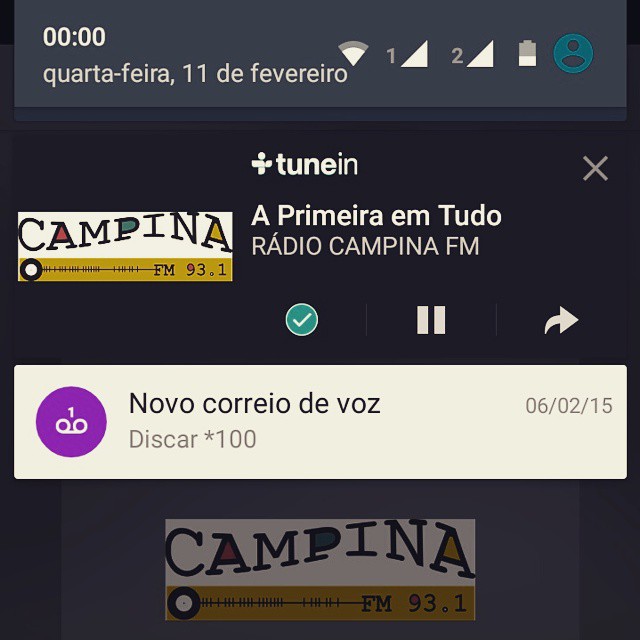 00:00
quarta-feira, 11 de fevereiro
1
2
tunein
A Primeira em Tudo
RÁDIO CAMPINA FM
CAMPINA
FM 93.1
Novo correio de voz
06/02/15
1
Discar *100
CAMPINA
FM 93.1